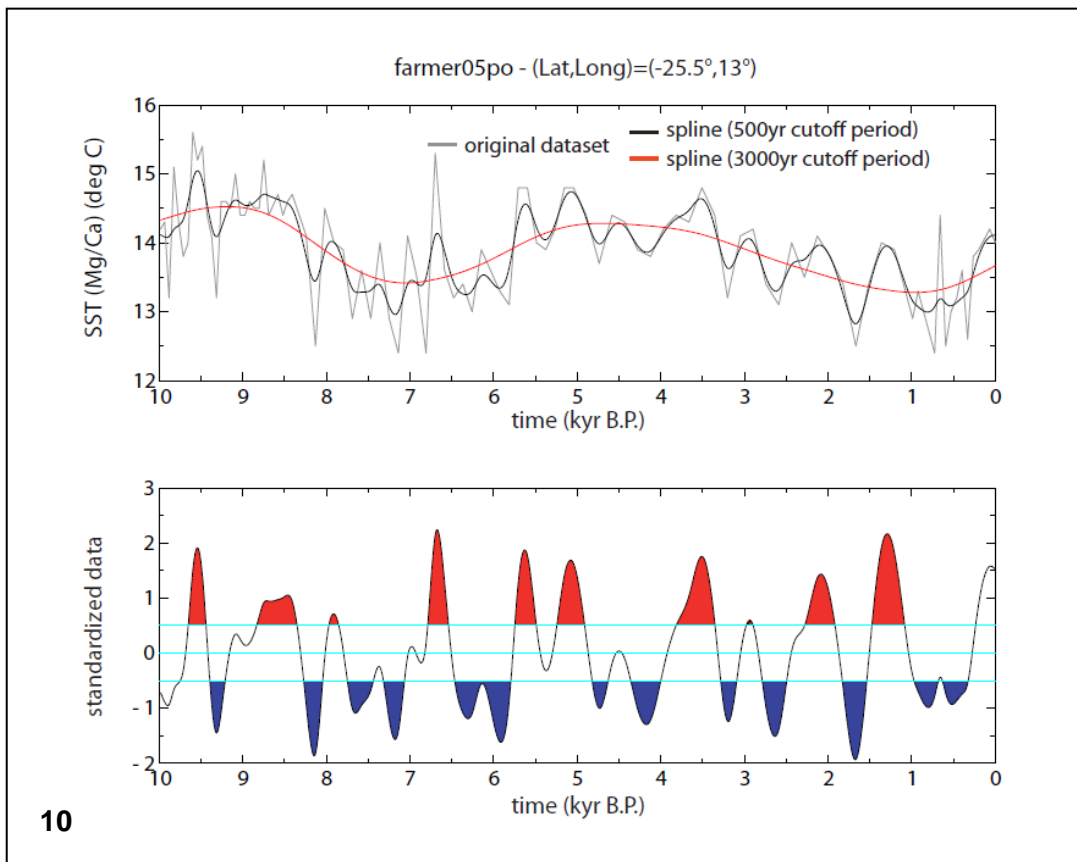 farmer05po - (Lat,Long)=(-25.5°,13°)
16
15
14
13
12
SST (Mg/Ca) (deg C)
original dataset
spline (500yr cutoff period)
spline (3000yr cutoff period)
10 9 8 7 6 5 4 3 2 1 0
time (kyr B.P.)
3
2
1
0
-1
-2
standardized data
10 9 8 7 6 5 4 3 2 1 0
time (kyr B.P.)
10